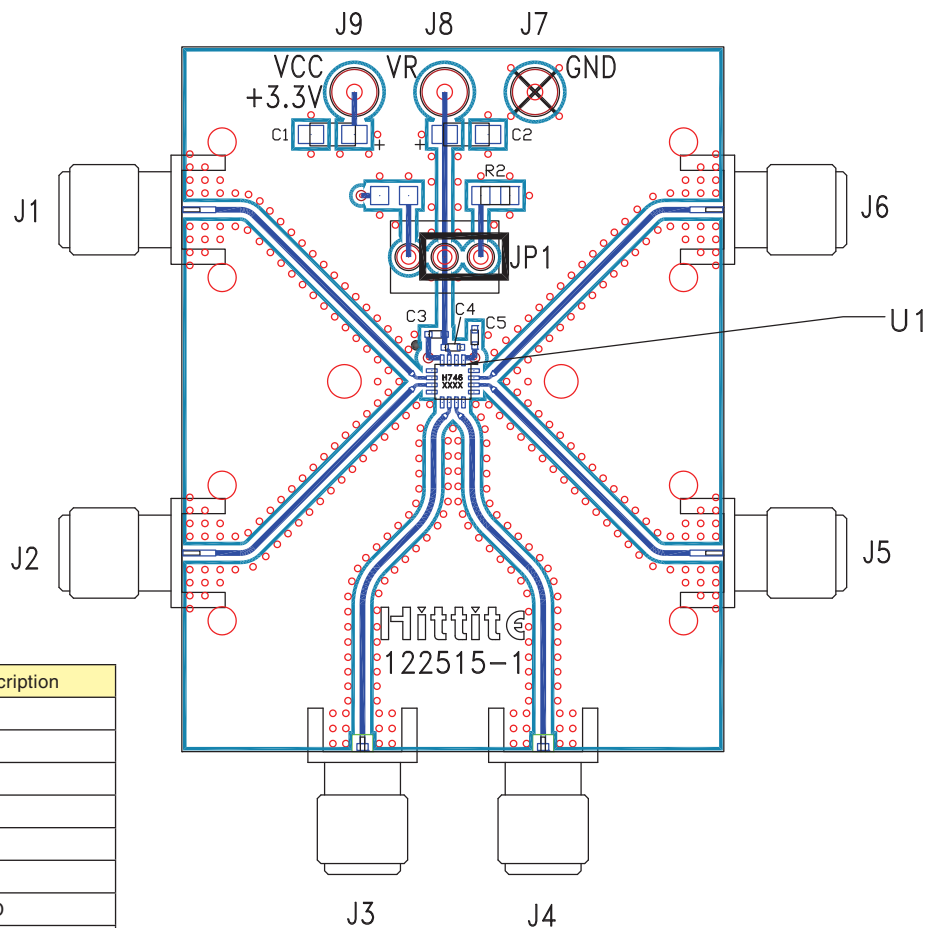 J9 J8 J7
VCC VR GND
+3.3V
C1 + + C2
R2
J1 J6
JP1
C3 C4 C5
U1
H746
XXXX
J2 J5
Hittite
122515-1
cription
J3 J4